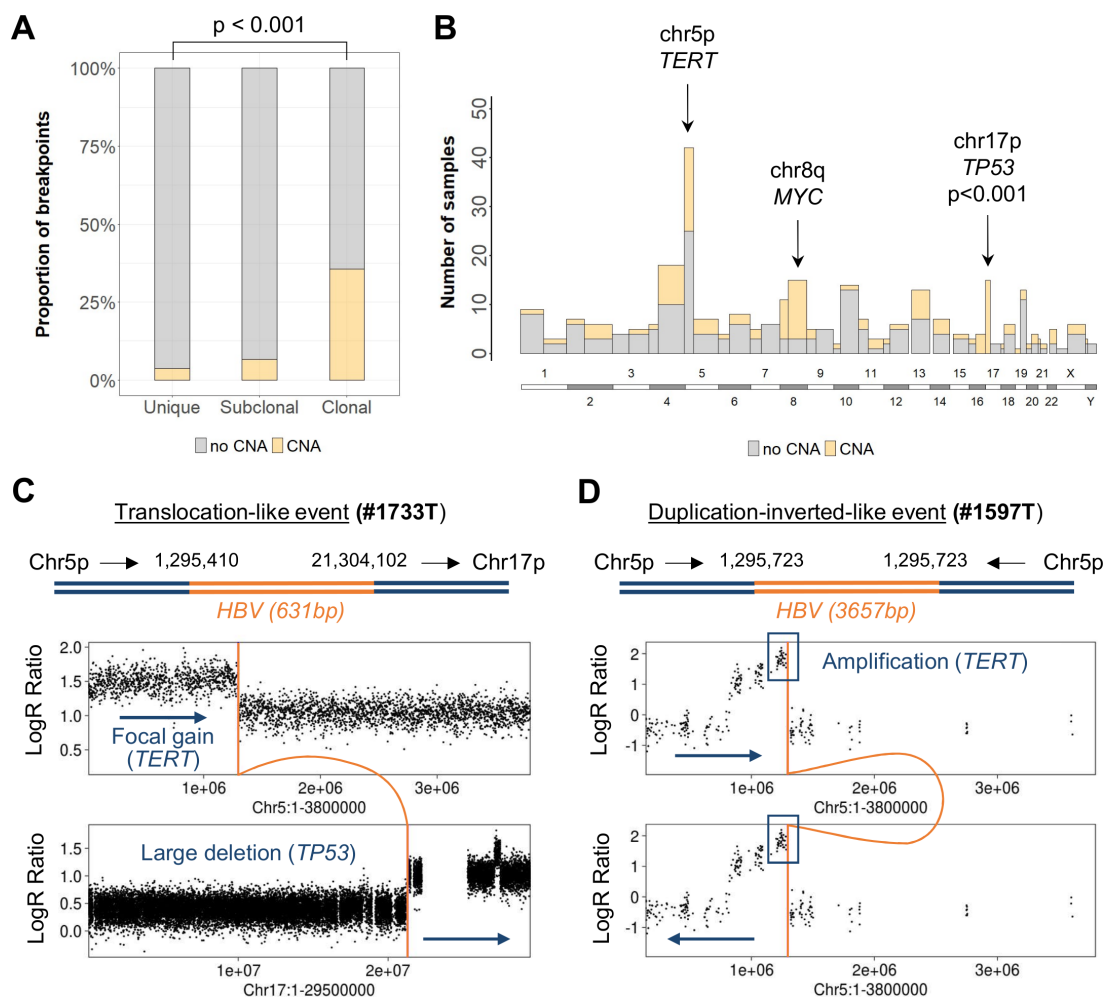 A
p < 0.001
Proportion of breakpoints
100%
75%
50%
25%
0%
Unique
Subclonal
Clonal
no CNA
CNA
B
chr5p
TERT
chr8q
MYC
chr17p
TP53
p<0.001
Number of samples
50
40
30
20
10
0
1 3 5 7 9 11 13 15 17 19 21 X
2 4 6 8 10 12 14 16 18 20 22 Y
no CNA
CNA
C
Translocation-like event (#1733T)
Chr5p 1,295,410 21,304,102 Chr17p
HBV (631bp)
LogR Ratio
2.0
1.5
1.0
0.5
Focal gain
(TERT)
1e+06 2e+06 3e+06
Chr5:1-3800000
LogR Ratio
1.5
1.0
0.5
0.0
Large deletion (TP53)
1e+07 2e+07
Chr17:1-29500000
D
Duplication-inverted-like event (#1597T)
Chr5p 1,295,723 1,295,723 Chr5p
HBV (3657bp)
LogR Ratio
2
1
0
-1
Amplification (TERT)
1e+06 2e+06 3e+06
Chr5:1-3800000
LogR Ratio
2
1
0
-1
1e+06 2e+06 3e+06
Chr5:1-3800000